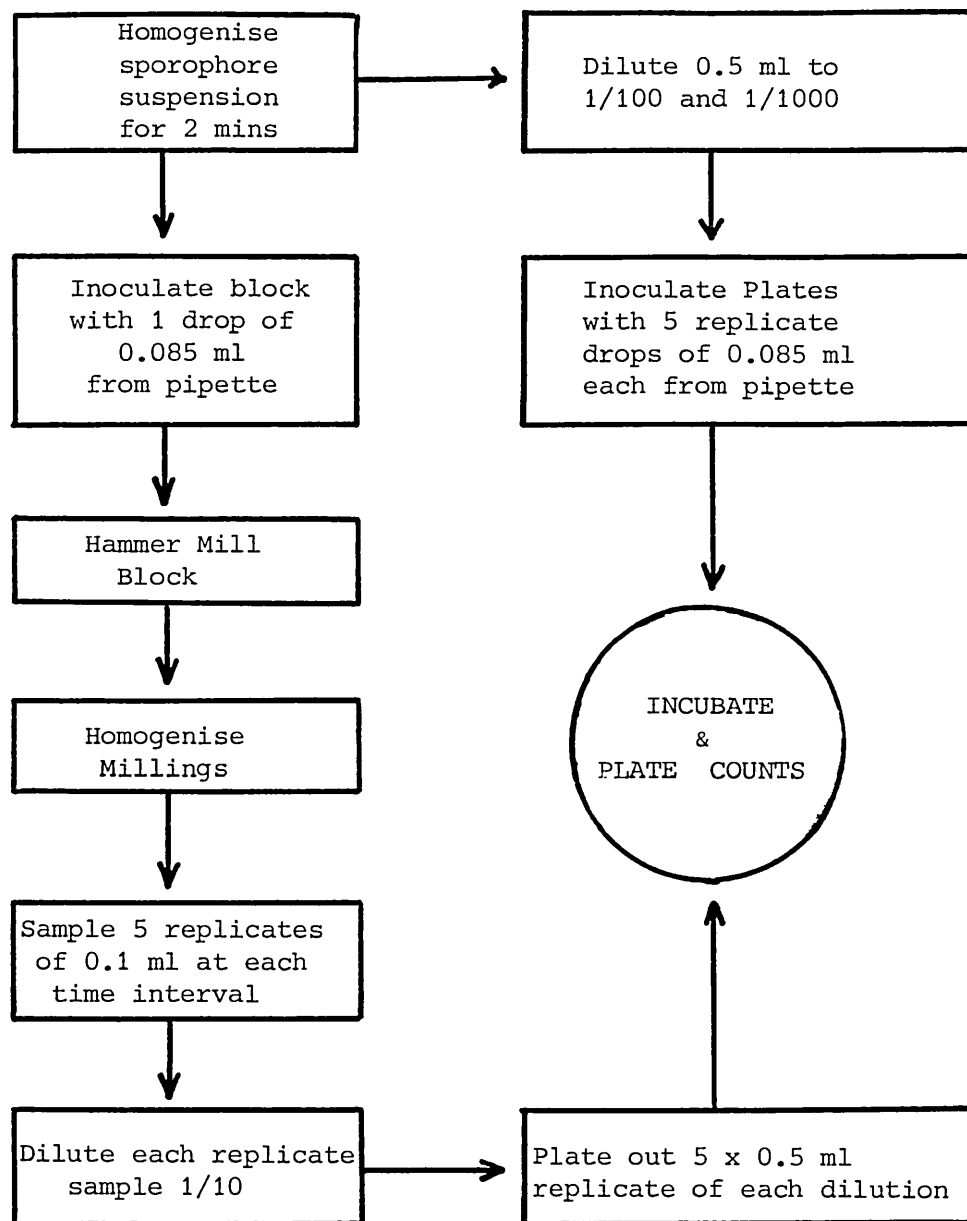 Homogenise
sporophore
suspension
for 2 mins
Dilute 0.5 ml to
1/100 and 1/1000
Inoculate block
with 1 drop of
0.085 ml
from pipette
Inoculate Plates
with 5 replicate
drops of 0.085 ml
each from pipette
Hammer Mill
Block
Homogenise
Millings
INCUBATE
&
PLATE COUNTS
Sample 5 replicates
of 0.1 ml at each
time interval
Dilute each replicate
sample 1/10
Plate out 5 x 0.5 ml
replicate of each dilution